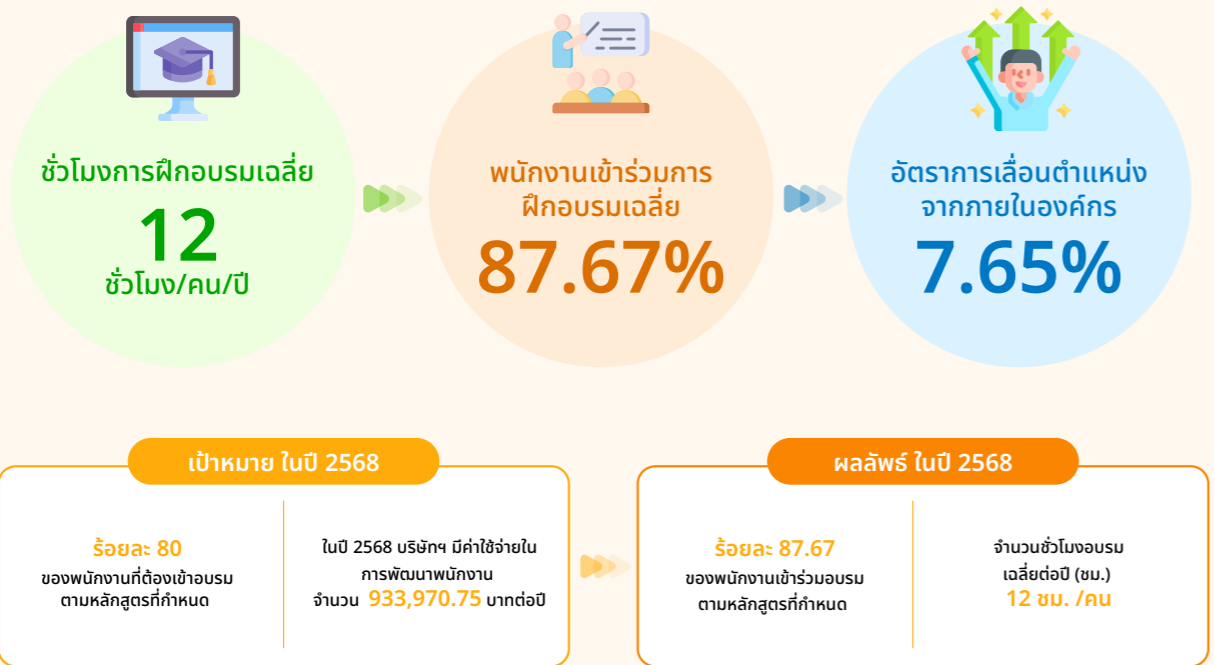 ชั่วโมงการฝึกอบรมเฉลี่ย
12
ชั่วโมง/คน/ปี
พนักงานเข้าร่วมการ
ฝึกอบรมเฉลี่ย
87.67%
อัตราการเลื่อนตำแหน่ง
จากภายในองค์กร
7.65%
เป้าหมาย ในปี 2568
ร้อยละ 80
ของพนักงานที่ต้องเข้าอบรม
ตามหลักสูตรที่กำหนด
ในปี 2568 บริษัทฯ มีค่าใช้จ่ายใน
การพัฒนาพนักงาน
จำนวน 933,970.75 บาทต่อปี
ผลลัพธ์ ในปี 2568
ร้อยละ 87.67
ของพนักงานเข้าร่วมอบรม
ตามหลักสูตรที่กำหนด
จำนวนชั่วโมงอบรม
เฉลี่ยต่อปี (ชม.)
12 ชม. /คน